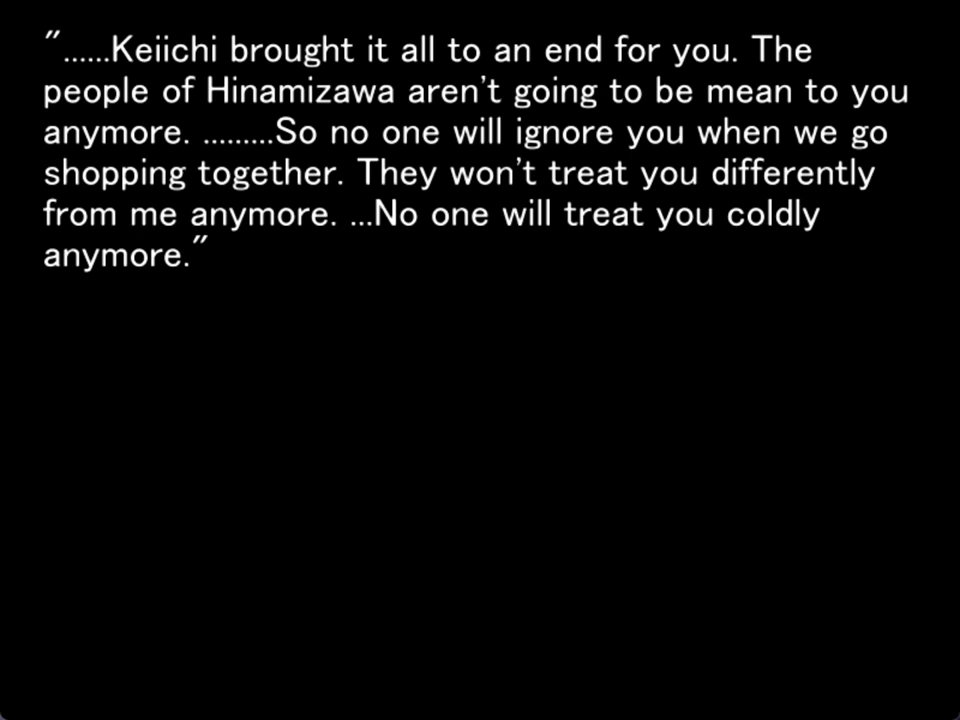 "......Keiichi brought it all to an end for you. The
people of Hinamizawa aren't going to be mean to you
anymore. .........So no one will ignore you when we go
shopping together. They won't treat you differently
from me anymore. ...No one will treat you coldly
anymore."